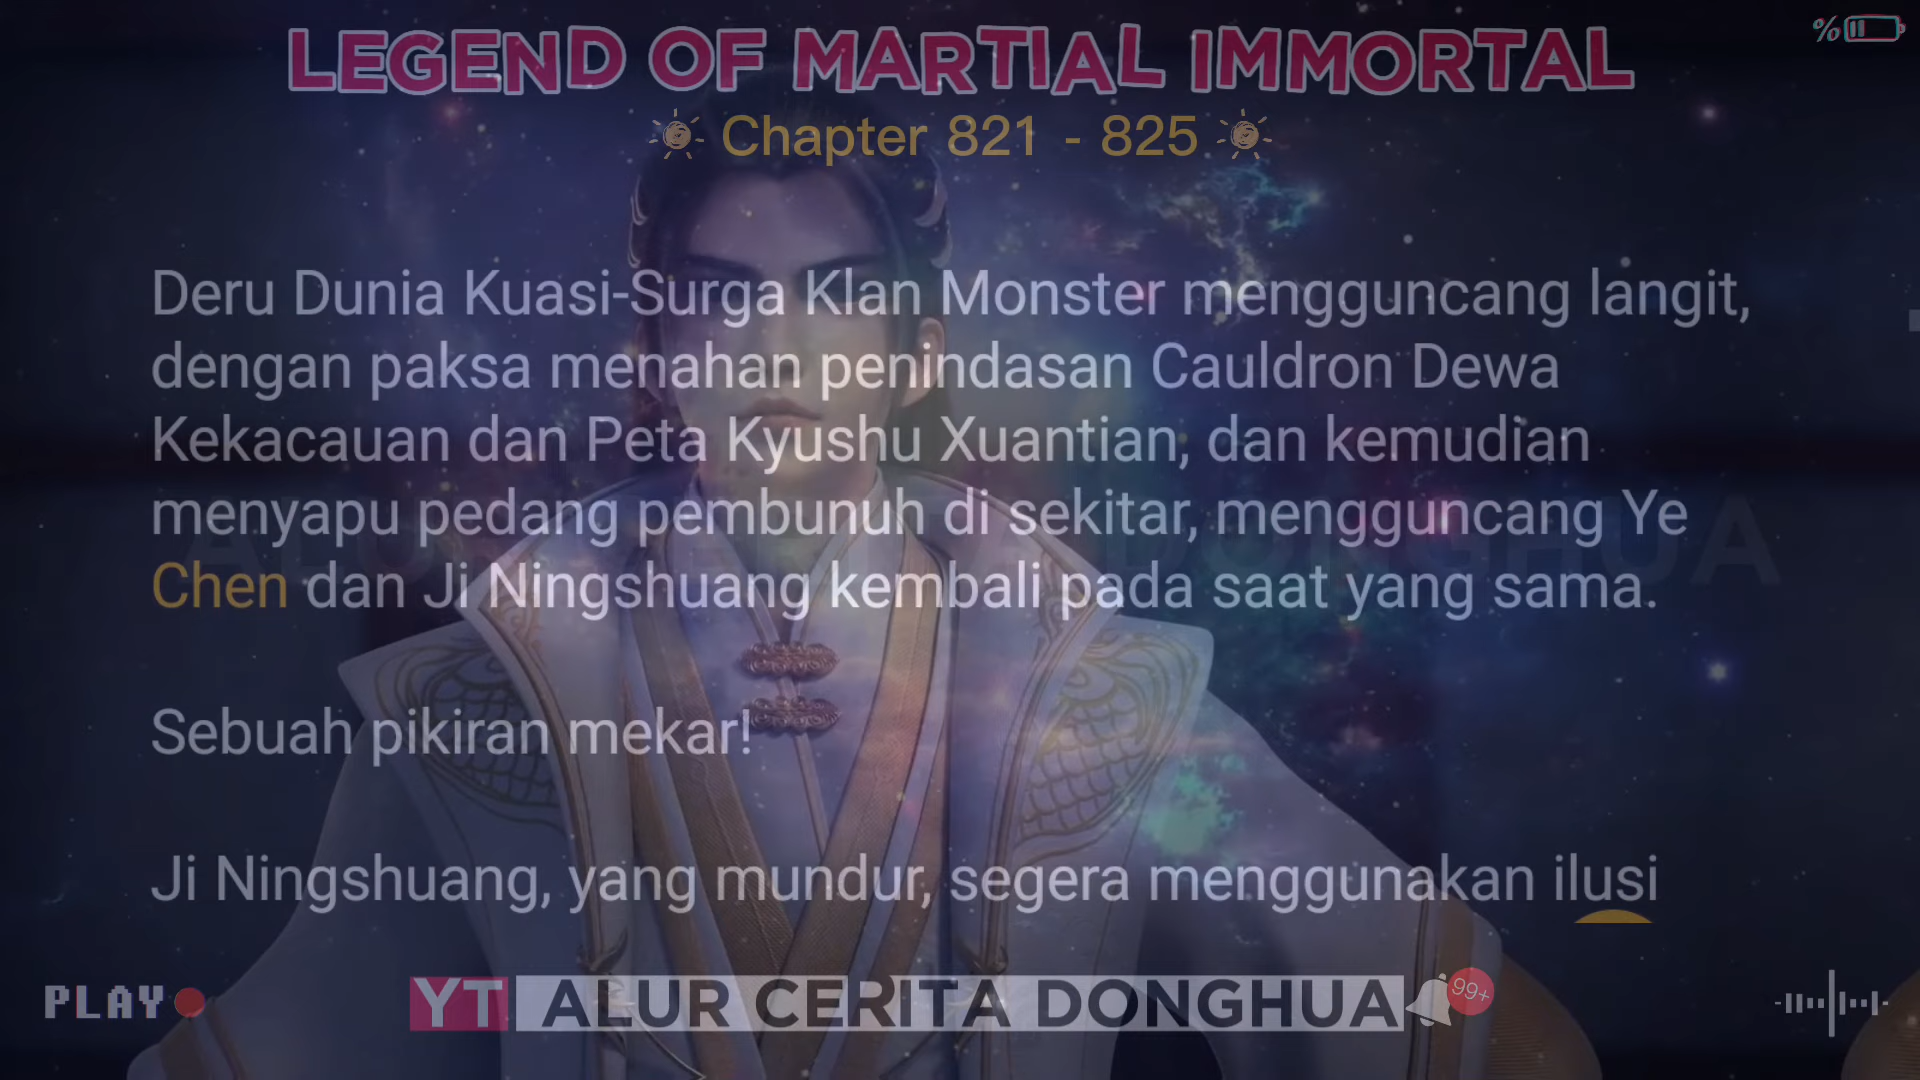 LEGEND OF MARTIAL IMMORTAL
%
Chapter 821 - 825
Deru Dunia Kuasi-Surga Klan Monster mengguncang langit,
dengan paksa menahan penindasan Cauldron Dewa
Kekacauan dan Peta Kyushu Xuantian, dan kemudian
menyapu pedang pembunuh di sekitar, mengguncang Ye
Chen dan Ji Ningshuang kembali pada saat yang sama.
ALUR CERITA DONGHUA
Sebuah pikiran mekar!
Ji Ningshuang, yang mundur, segera menggunakan ilusi
PLAY
YT ALUR CERITA DONGHUA
99+